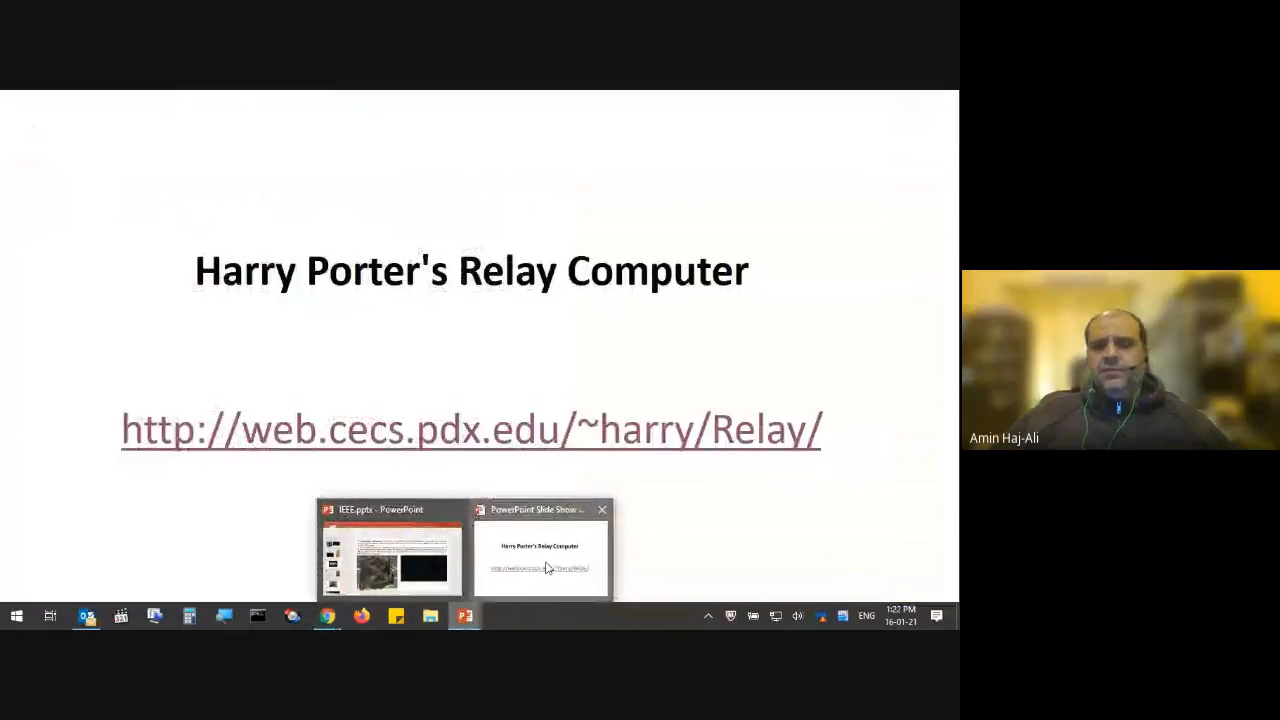 Harry Porter's Relay Computer
http://web.cecs.pdx.edu/~harry/Relay/
IEEE.pptx - PowerPoint
PowerPoint Slide Show ...
Harry Porter's Relay Computer
Amin Haj-Ali
ENG
1:22 PM
16-01-21